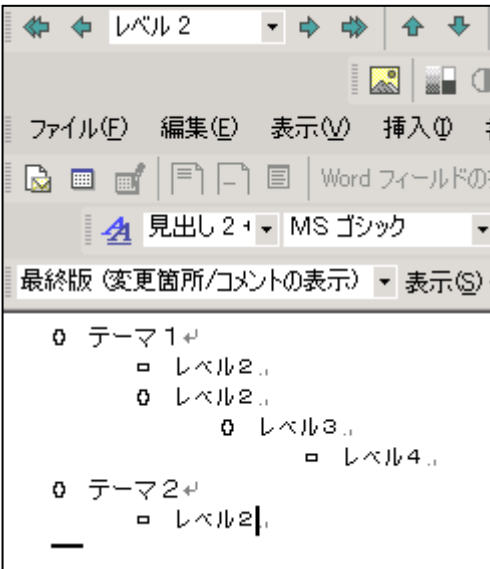 レベル 2
ファイル(F) 編集(E) 表示(V) 挿入(I)
Word フィールドの
見出し 2 MS ゴシック
最終版 (変更箇所/コメントの表示) 表示(S)
テーマ1
レベル2
レベル2
レベル3
レベル4
テーマ2
レベル2